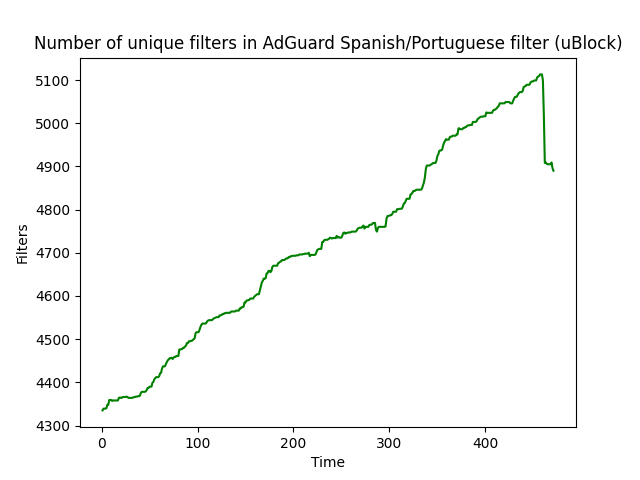 Number of unique filters in AdGuard Spanish/Portuguese filter (uBlock)
5100
5000
4900
4800
4700
4600
4500
4400
4300
Filters
0 100 200 300 400
Time